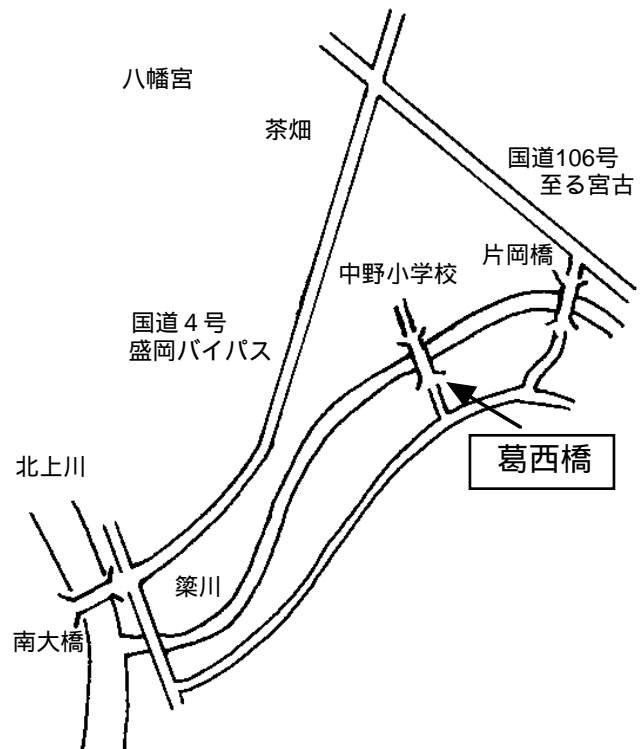 八幡宮
茶畑
国道106号
至る宮古
片岡橋
中野小学校
国道４号
盛岡バイパス
葛西橋
北上川
簗川
南大橋